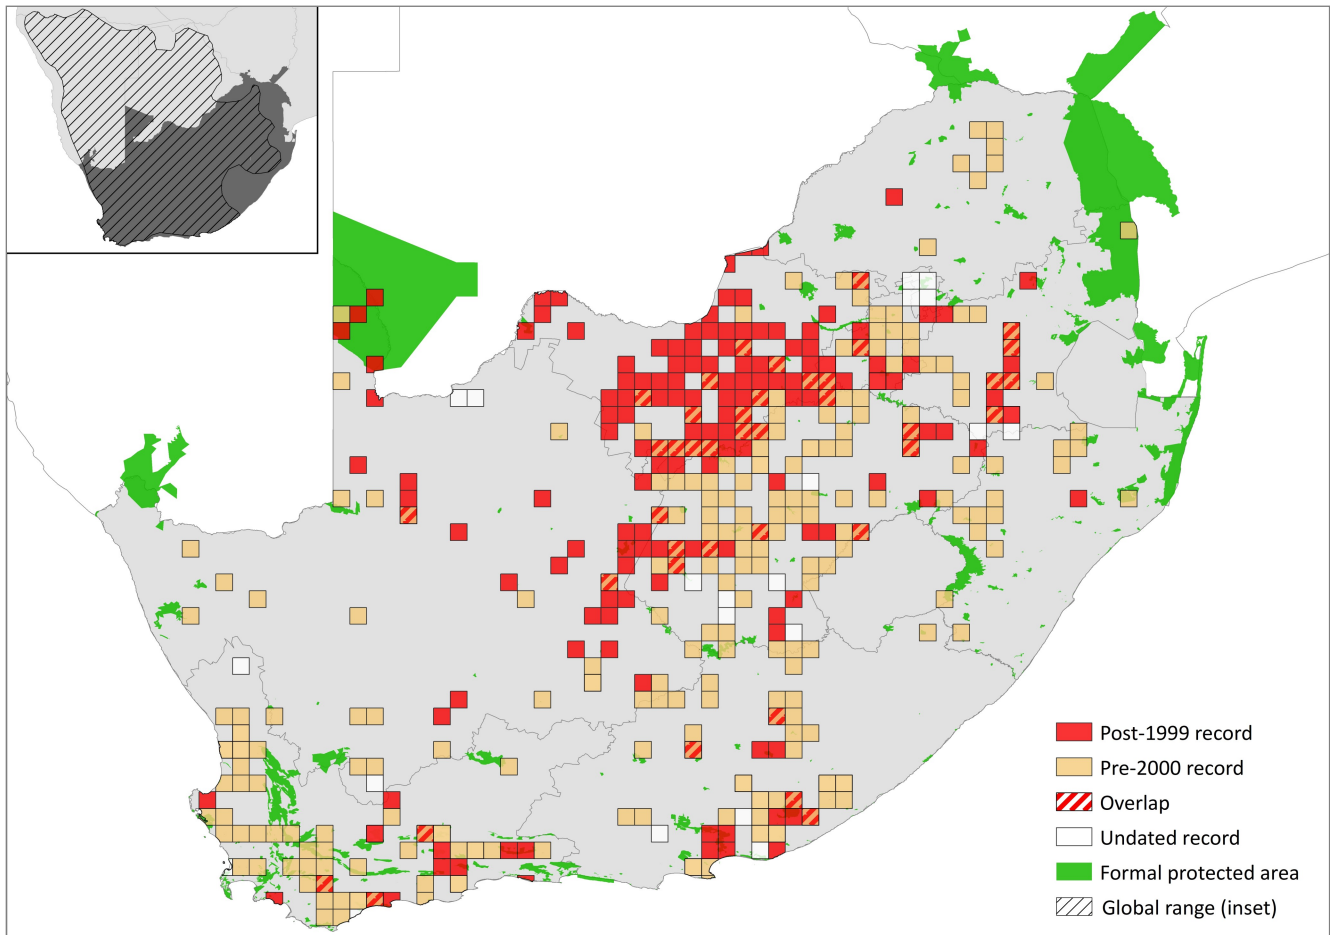 Post-1999 record
Pre-2000 record
Overlap
Undated record
Formal protected area
Global range (inset)